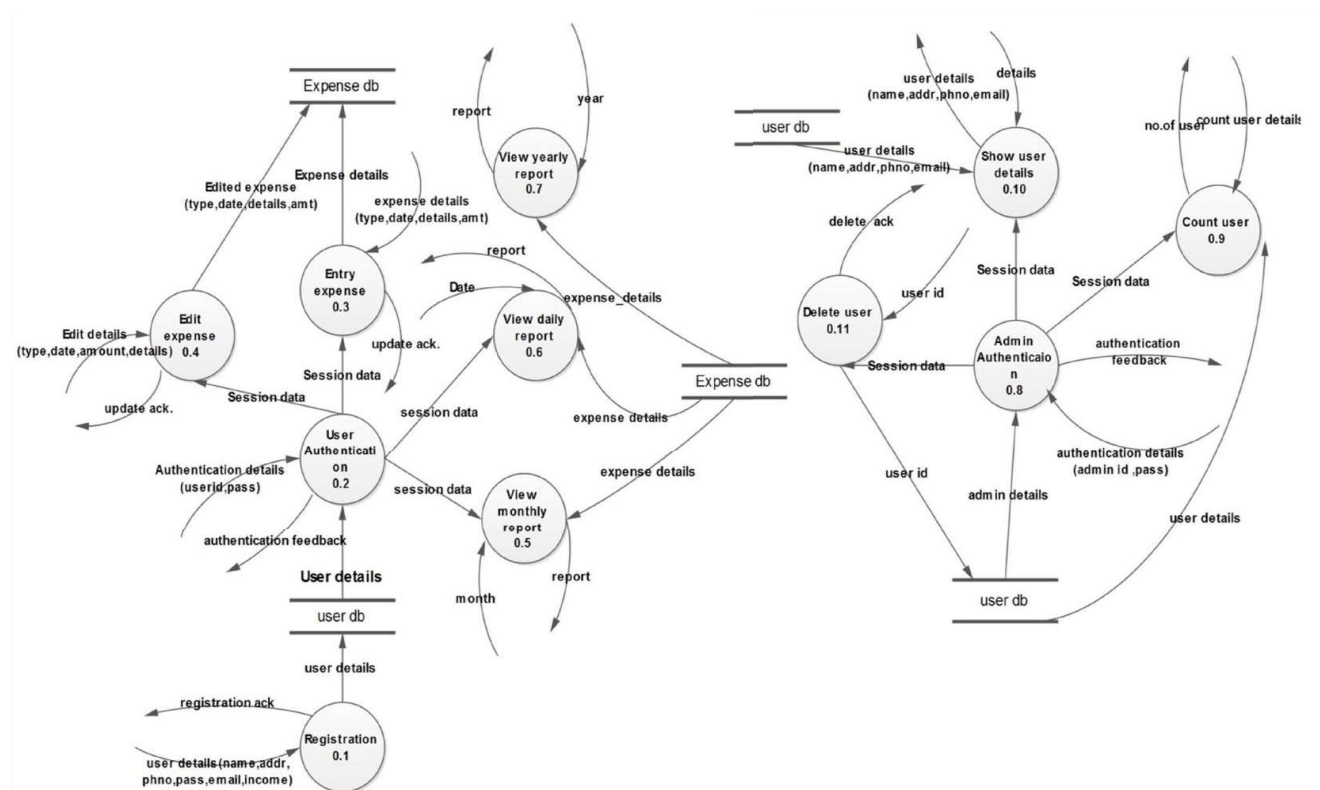 Expense db
report
year
Edited expense
(type,date,details,amt)
Expense details
expense details
(type,date,details,amt)
View yearly
report
0.7
Entry
expense
0.3
report
Date
View daily
report
0.6
expense_details
Edit details
(type,date,amount,details)
Edit
expense
0.4
update ack.
update ack.
Session data
Session data
session data
Expense db
expense details
User
Authenticati
on
0.2
Authentication details
(userid,pass)
session data
expense details
View
monthly
report
0.5
authentication feedback
User details
month
report
user db
user details
registration ack
Registration
0.1
user details(name,addr,
phno,pass,email,income)
user details
(name,addr,phno,email)
details
user db
user details
(name,addr,phno,email)
Show user
details
0.10
no.of user
count user details
Count user
0.9
delete ack
user id
Session data
Session data
Delete user
0.11
Session data
Admin
Authenticaio
n
0.8
authentication
feedback
authentication details
(admin id ,pass)
user id
admin details
user details
user db